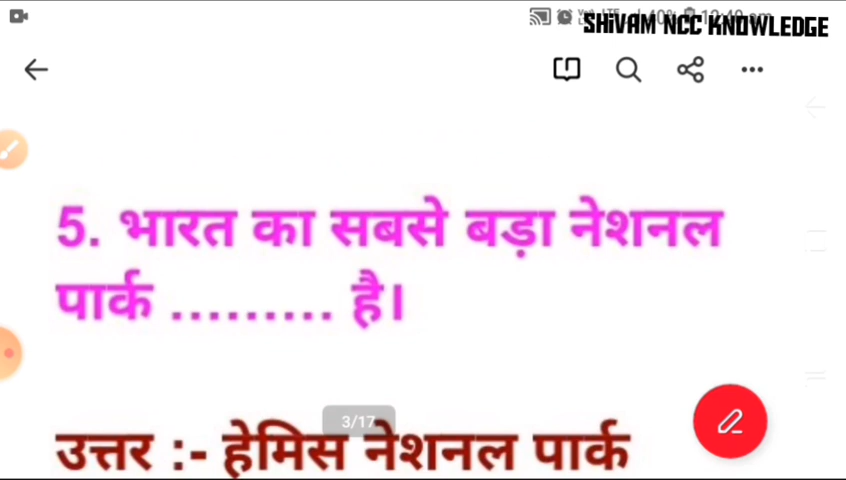 SHiVAM NCC KNOWLEDGE
5. भारत का सबसे बड़ा नेशनल
पार्क ......... है।
3/17
उत्तर :- हेमिस नेशनल पार्क